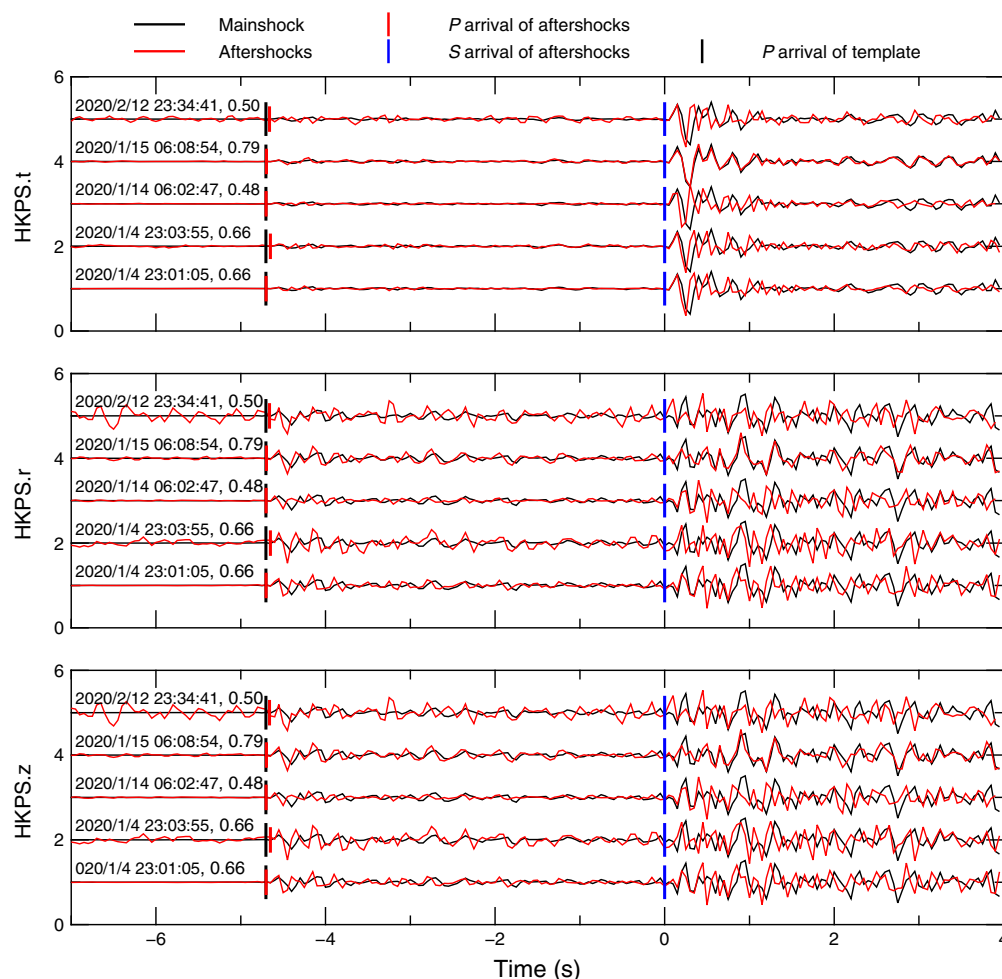 Mainshock P arrival of aftershocks
Aftershocks S arrival of aftershocks P arrival of template
6
2020/2/12 23:34:41, 0.50
2020/1/15 06:08:54, 0.79
4
2020/1/14 06:02:47, 0.48
2020/1/4 23:03:55, 0.66
2
2020/1/4 23:01:05, 0.66
0
HKPS.t
6
2020/2/12 23:34:41, 0.50
2020/1/15 06:08:54, 0.79
4
2020/1/14 06:02:47, 0.48
2020/1/4 23:03:55, 0.66
2
2020/1/4 23:01:05, 0.66
0
HKPS.r
6
2020/2/12 23:34:41, 0.50
2020/1/15 06:08:54, 0.79
4
2020/1/14 06:02:47, 0.48
2020/1/4 23:03:55, 0.66
2
020/1/4 23:01:05, 0.66
0
HKPS.z
−6 −4 −2 0 2 4
Time (s)